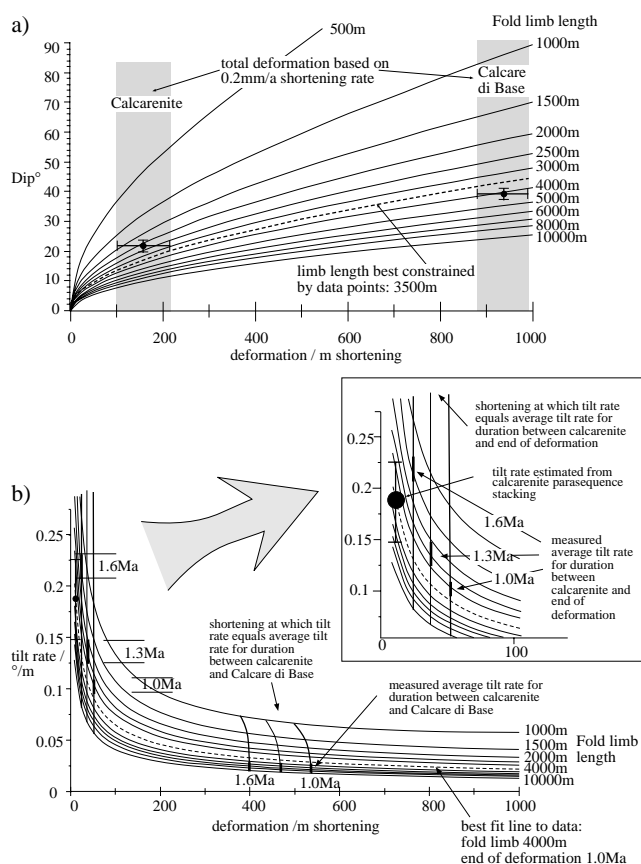 a)
Fold limb length
500m
1000m
total deformation based on
0.2mm/a shortening rate
Calcare
di Base
Calcarenite
1500m
2000m
2500m
3000m
4000m
5000m
6000m
8000m
10000m
Dip°
90
80
70
60
50
40
30
20
10
0
limb length best constrained
by data points: 3500m
0
200
400
600
800
1000
deformation / m shortening
b)
shortening at which tilt rate
equals average tilt rate for
duration between calcarenite
and end of deformation
tilt rate estimated from
calcarenite parasequence
stacking
1.6Ma
measured
average tilt rate
for duration
between
calcarenite and
end of
deformation
1.3Ma
1.0Ma
0.25
0.2
0.15
0.1
0
100
0.25
0.2
0.15
tilt rate /
°/m
0.1
0.05
0
1.6Ma
1.3Ma
1.0Ma
shortening at which tilt
rate equals average tilt
rate for duration
between calcarenite
and Calcare di Base
measured average tilt rate for
duration between calcarenite
and Calcare di Base
1000m
1500m
2000m
4000m
10000m
Fold limb
length
1.6Ma
1.0Ma
0
200
400
600
800
1000
deformation /m shortening
best fit line to data:
fold limb 4000m
end of deformation 1.0Ma